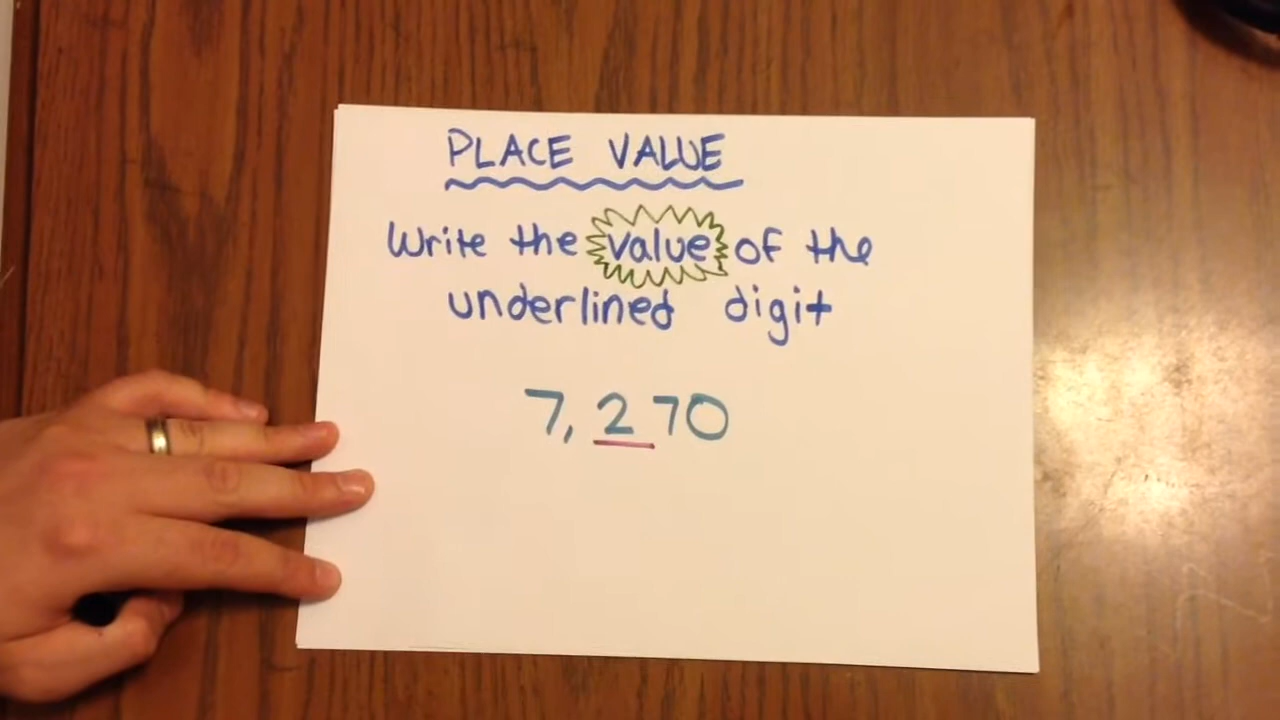 PLACE VALUE
Write the value of the
underlined digit
7,270